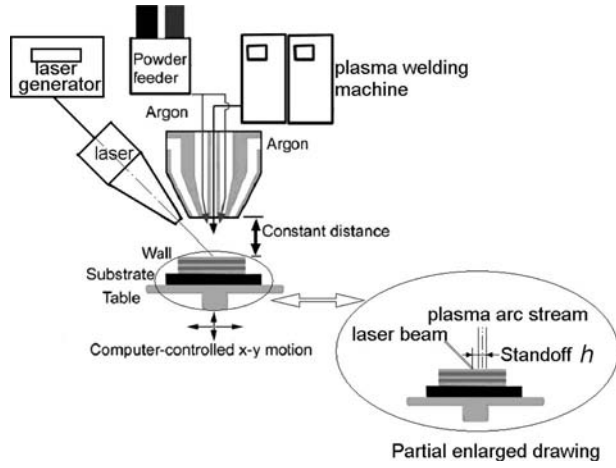 laser
generator
Powder
feeder
plasma welding
machine
Argon
Argon
laser
Constant distance
Wall
Substrate
Table
Computer-controlled x-y motion
plasma arc stream
laser beam
Standoff h
Partial enlarged drawing